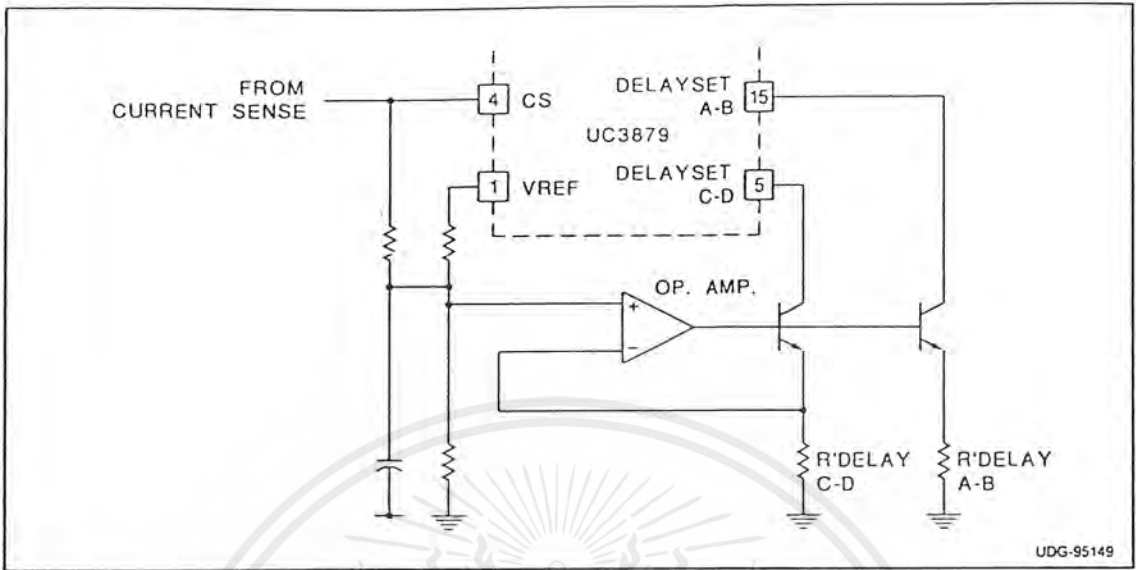 FROM
CURRENT SENSE
4 CS
DELAYSET
A-B 15
UC3879
1 VREF
DELAYSET
C-D 5
OP. AMP.
+
−
R'DELAY
C-D
R'DELAY
A-B
UDG-95149